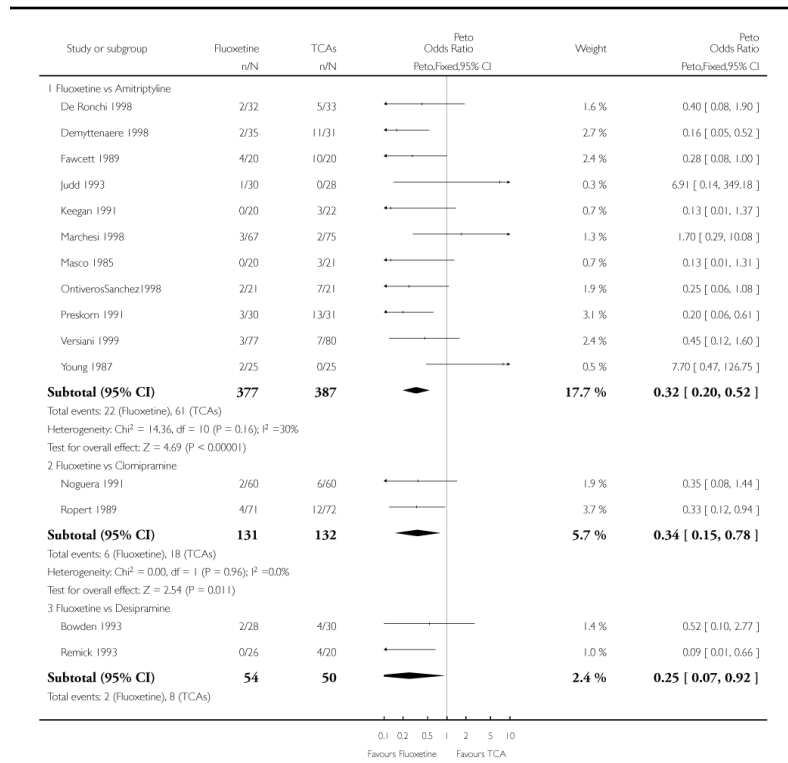 Peto Peto
Study or subgroup Fluoxetine TCAs Odds Ratio Weight Odds Ratio
n/N n/N Peto,Fixed,95% CI Peto,Fixed,95% CI
1 Fluoxetine vs Amitriptyline
De Ronchi 1998 2/32 5/33 1.6 % 0.40 [ 0.08, 1.90 ]
Demyttenaere 1998 2/35 11/31 2.7 % 0.16 [ 0.05, 0.52 ]
Fawcett 1989 4/20 10/20 2.4 % 0.28 [ 0.08, 1.00 ]
Judd 1993 1/30 0/28 0.3 % 6.91 [ 0.14, 349.18 ]
Keegan 1991 0/20 3/22 0.7 % 0.13 [ 0.01, 1.37 ]
Marchesi 1998 3/67 2/75 1.3 % 1.70 [ 0.29, 10.08 ]
Masco 1985 0/20 3/21 0.7 % 0.13 [ 0.01, 1.31 ]
OntiverosSanchez1998 2/21 7/21 1.9 % 0.25 [ 0.06, 1.08 ]
Preskorn 1991 3/30 13/31 3.1 % 0.20 [ 0.06, 0.61 ]
Versiani 1999 3/77 7/80 2.4 % 0.45 [ 0.12, 1.60 ]
Young 1987 2/25 0/25 0.5 % 7.70 [ 0.47, 126.75 ]
Subtotal (95% CI) 377 387 17.7 % 0.32 [ 0.20, 0.52 ]
Total events: 22 (Fluoxetine), 61 (TCAs)
Heterogeneity: Chi² = 14.36, df = 10 (P = 0.16); I² =30%
Test for overall effect: Z = 4.69 (P < 0.00001)
2 Fluoxetine vs Clomipramine
Noguera 1991 2/60 6/60 1.9 % 0.35 [ 0.08, 1.44 ]
Ropert 1989 4/71 12/72 3.7 % 0.33 [ 0.12, 0.94 ]
Subtotal (95% CI) 131 132 5.7 % 0.34 [ 0.15, 0.78 ]
Total events: 6 (Fluoxetine), 18 (TCAs)
Heterogeneity: Chi² = 0.00, df = 1 (P = 0.96); I² =0.0%
Test for overall effect: Z = 2.54 (P = 0.011)
3 Fluoxetine vs Desipramine
Bowden 1993 2/28 4/30 1.4 % 0.52 [ 0.10, 2.77 ]
Remick 1993 0/26 4/20 1.0 % 0.09 [ 0.01, 0.66 ]
Subtotal (95% CI) 54 50 2.4 % 0.25 [ 0.07, 0.92 ]
Total events: 2 (Fluoxetine), 8 (TCAs)
0.1 0.2 0.5 1 2 5 10
Favours Fluoxetine Favours TCA